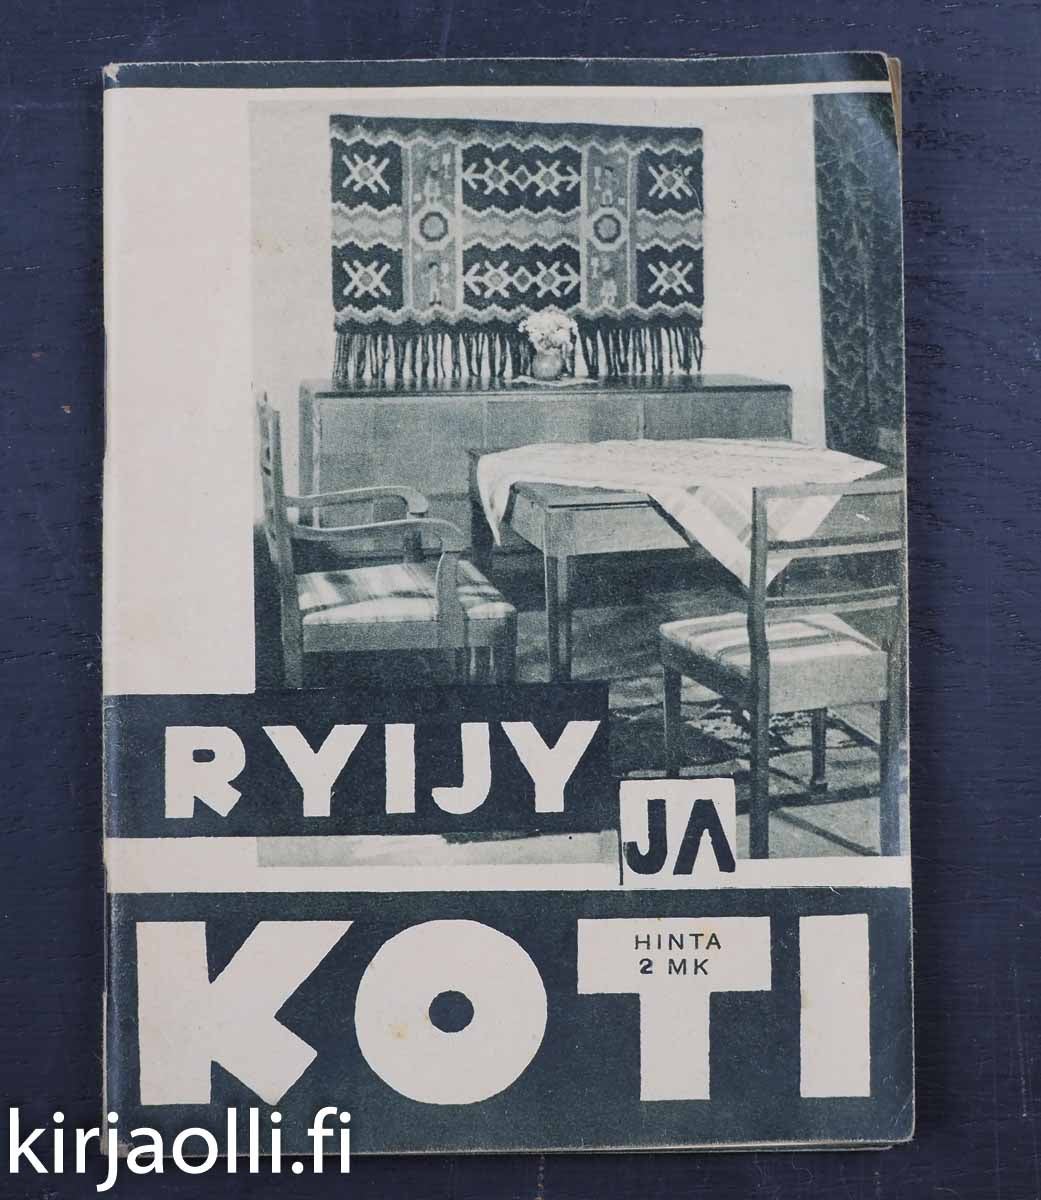 RYIJY
JA
KOTI
HINTA
2 MK
kirjaolli.fi